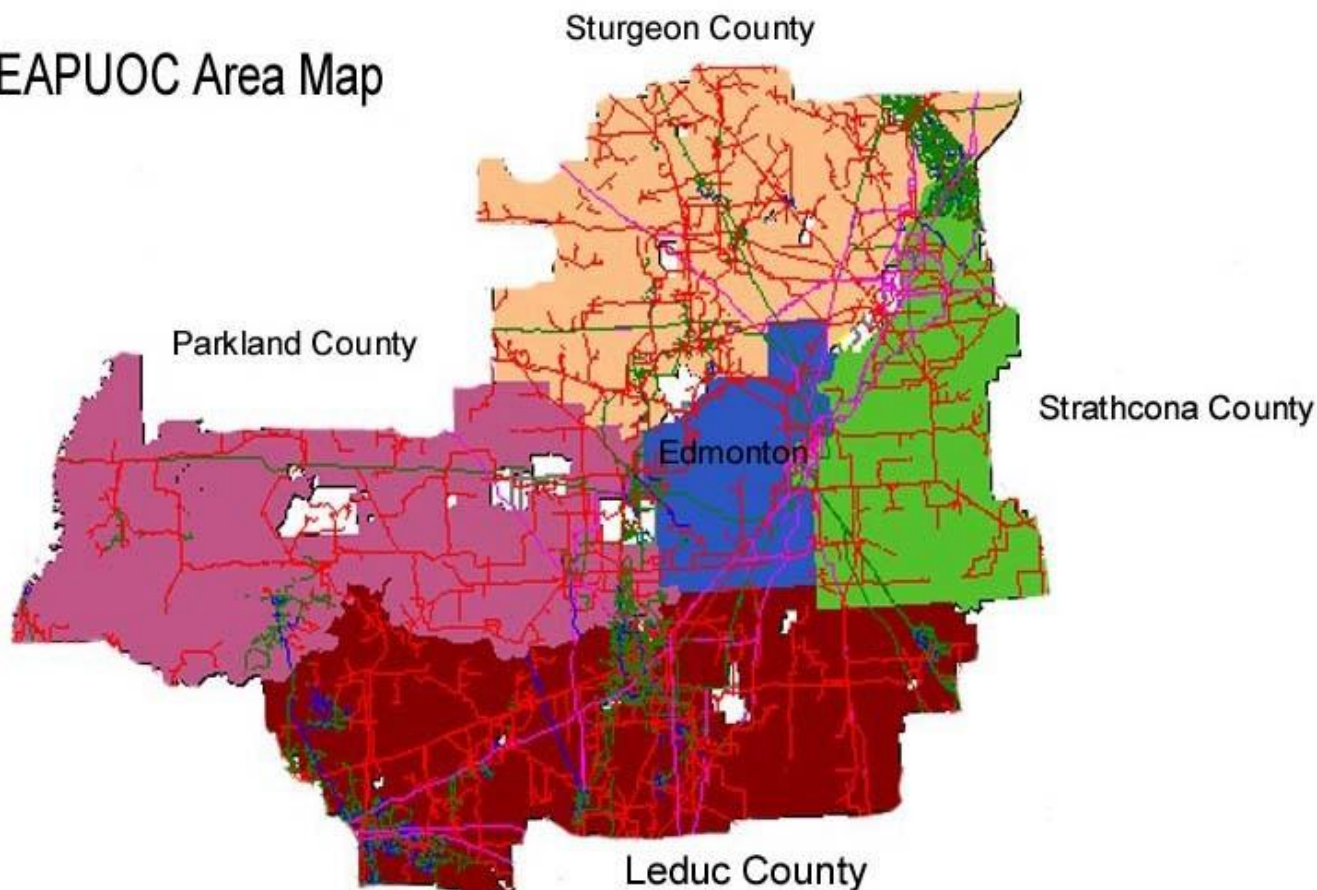 Sturgeon County
EAPUOC Area Map
Parkland County
Strathcona County
Edmonton
Leduc County